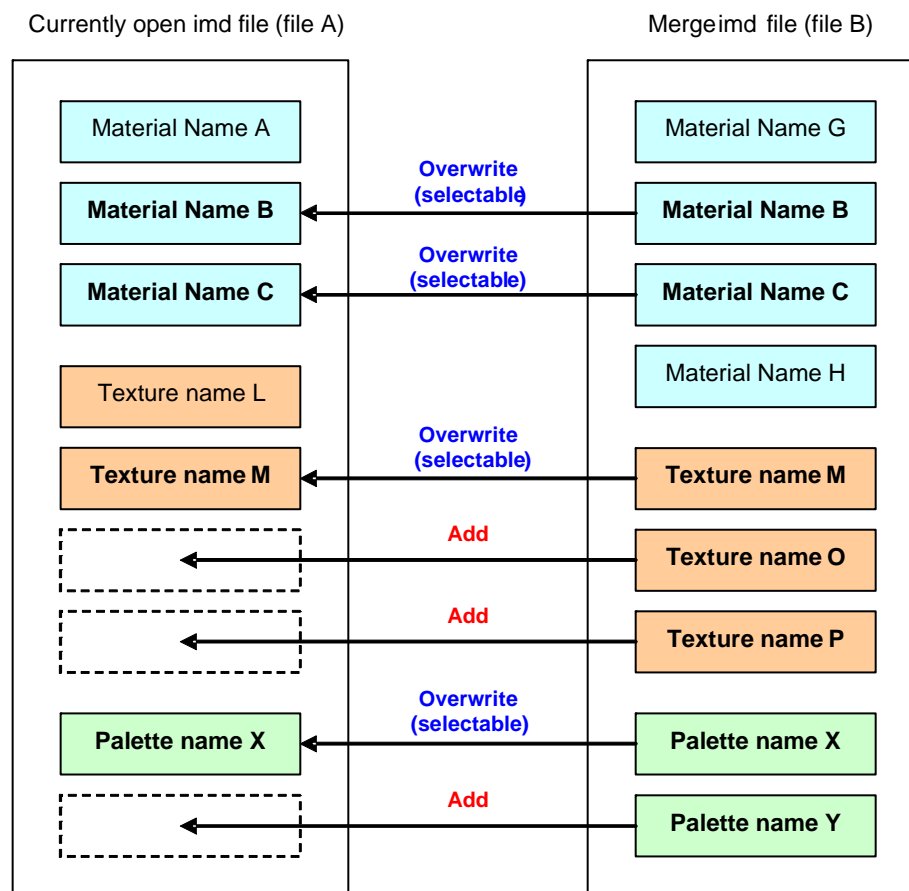 Currently open imd file (file A)
Mergeimd file (file B)
Material Name A
Material Name G
Overwrite
(selectable)
Material Name B
Material Name B
Overwrite
(selectable)
Material Name C
Material Name C
Material Name H
Texture name L
Overwrite
(selectable)
Texture name M
Texture name M
Add
Texture name O
Add
Texture name P
Overwrite
(selectable)
Palette name X
Palette name X
Add
Palette name Y